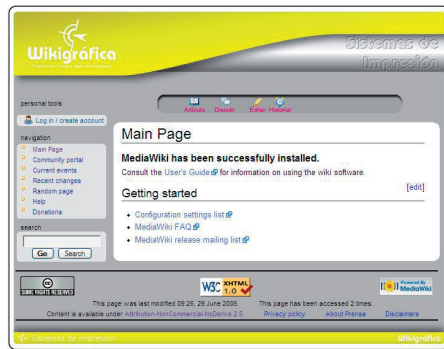 Wikigráfica
Sistemas de
Impresión
personal tools
Log in / create account
navigation
Main Page
Community portal
Current events
Recent changes
Random page
Help
Donations
search
Go Search
Artículo Discutir Editar Historial
Main Page
MediaWiki has been successfully installed.
Consult the User's Guide for information on using the wiki software.
[edit]
Getting started
Configuration settings list
MediaWiki FAQ
MediaWiki release mailing list
cc
SOME RIGHTS RESERVED
W3C XHTML 1.0
Powered By MediaWiki
This page was last modified 09:26, 29 June 2006. This page has been accessed 2 times.
Content is available under Attribution-NonCommercial-NoDerivs 2.5. Privacy policy About Prensa Disclaimers
Sistemas de Impresión
Wikigráfica